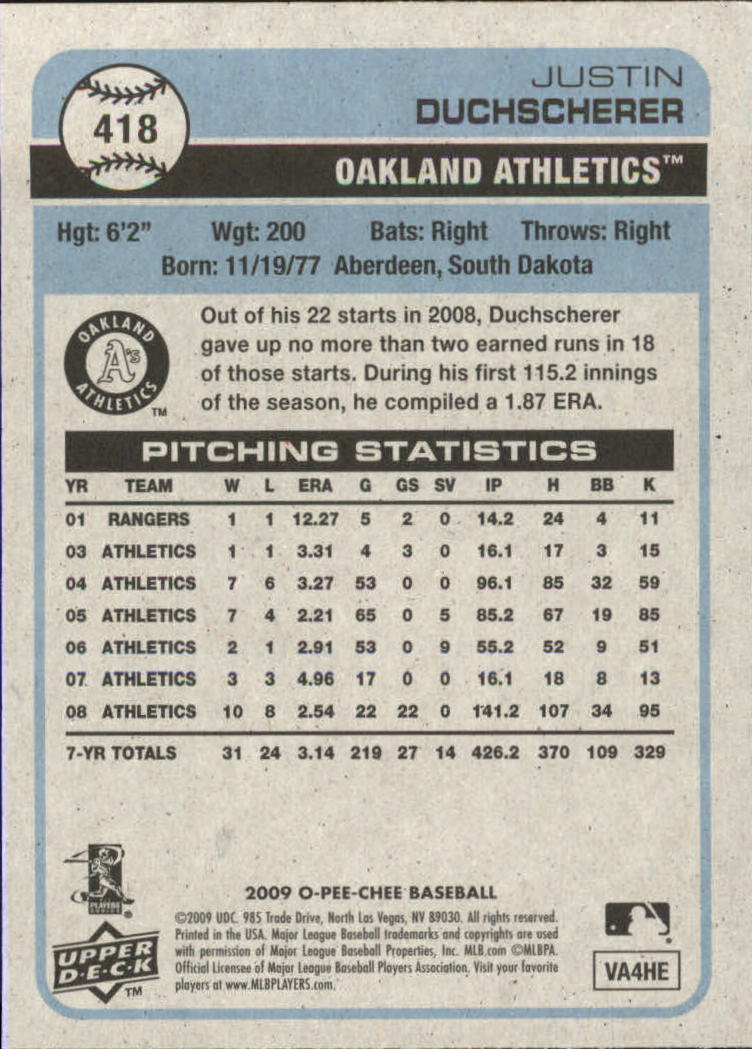 418
JUSTIN
DUCHSCHERER
OAKLAND ATHLETICS™
Hgt: 6'2” Wgt: 200 Bats: Right Throws: Right
Born: 11/19/77 Aberdeen, South Dakota
OAKLAND
A's
ATHLETICS
TM
Out of his 22 starts in 2008, Duchscherer
gave up no more than two earned runs in 18
of those starts. During his first 115.2 innings
of the season, he compiled a 1.87 ERA.
PITCHING STATISTICS
YR TEAM W L ERA G GS SV IP H BB K
01 RANGERS 1 1 12.27 5 2 0 14.2 24 4 11
03 ATHLETICS 1 1 3.31 4 3 0 16.1 17 3 15
04 ATHLETICS 7 6 3.27 53 0 0 96.1 85 32 59
05 ATHLETICS 7 4 2.21 65 0 5 85.2 67 19 85
06 ATHLETICS 2 1 2.91 53 0 9 55.2 52 9 51
07 ATHLETICS 3 3 4.96 17 0 0 16.1 18 8 13
08 ATHLETICS 10 8 2.54 22 22 0 141.2 107 34 95
7-YR TOTALS 31 24 3.14 219 27 14 426.2 370 109 329
PLAYERS
CHOICE
®
2009 O-PEE-CHEE BASEBALL
©2009 UDC. 985 Trade Drive, North Las Vegas, NV 89030. All rights reserved.
Printed in the USA. Major League Baseball trademarks and copyrights are used
with permission of Major League Baseball Properties, Inc. MLB.com ©MLBPA.
Official Licensee of Major League Baseball Players Association. Visit your favorite
players at www.MLBPLAYERS.com.
UPPER
D·E·C·K
TM
VA4HE